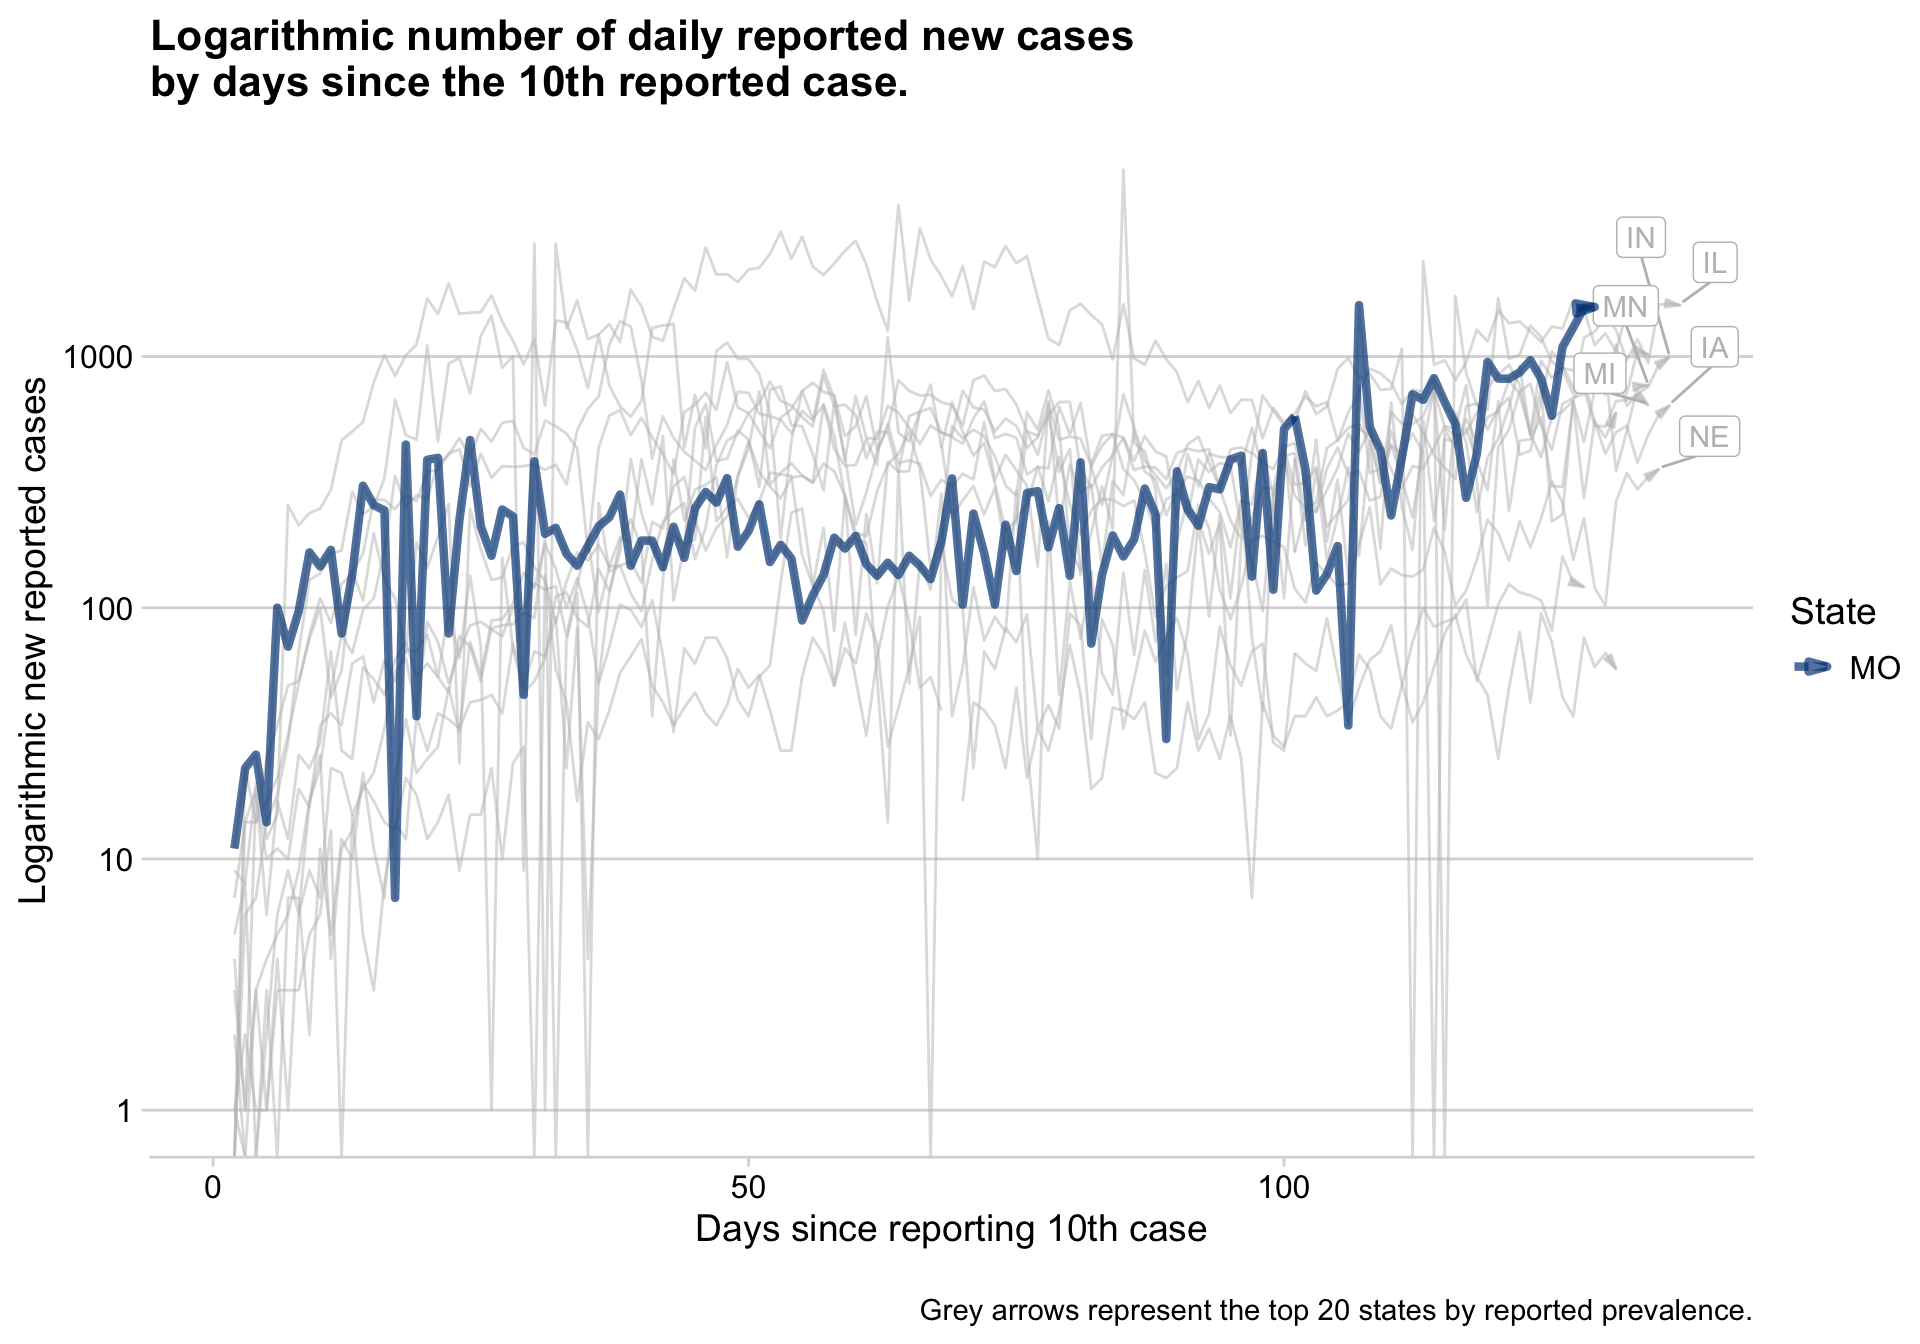 Logarithmic number of daily reported new cases
by days since the 10th reported case.
Logarithmic new reported cases
1000
100
10
1
IN
IL
MN
IA
MI
NE
State
MO
0
50
100
Days since reporting 10th case
Grey arrows represent the top 20 states by reported prevalence.